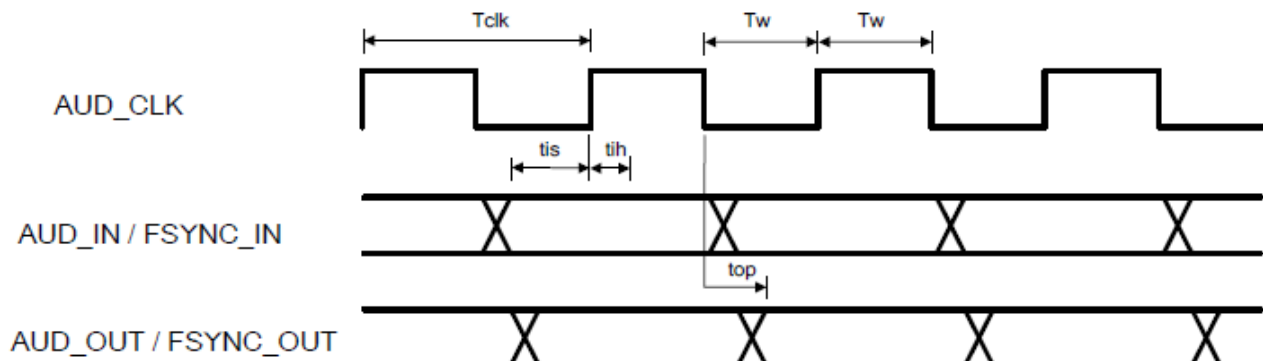 Tclk
Tw
Tw
AUD_CLK
tis
tih
AUD_IN / FSYNC_IN
top
AUD_OUT / FSYNC_OUT